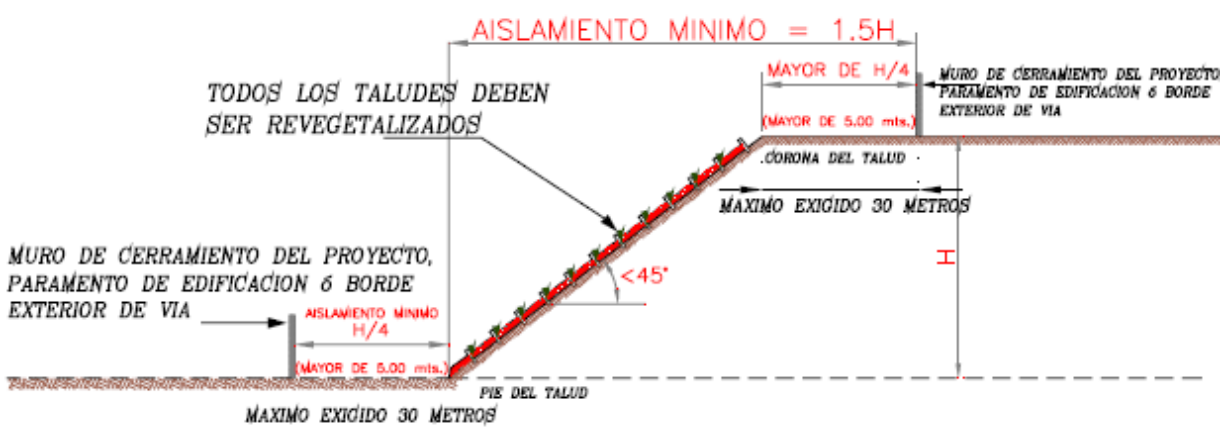 AISLAMIENTO MINIMO = 1.5H
MAYOR DE H/4
(MAYOR DE 5.00 mts.)
MURO DE CERRAMIENTO DEL PROYECTO,
PARAMENTO DE EDIFICACION ó BORDE
EXTERIOR DE VIA
TODOS LOS TALUDES DEBEN
SER REVEGETALIZADOS
CORONA DEL TALUD
MAXIMO EXIGIDO 30 METROS
H
<45°
MURO DE CERRAMIENTO DEL PROYECTO,
PARAMENTO DE EDIFICACION ó BORDE
EXTERIOR DE VIA
AISLAMIENTO MINIMO
H/4
(MAYOR DE 5.00 mts.)
PIE DEL TALUD
MAXIMO EXIGIDO 30 METROS